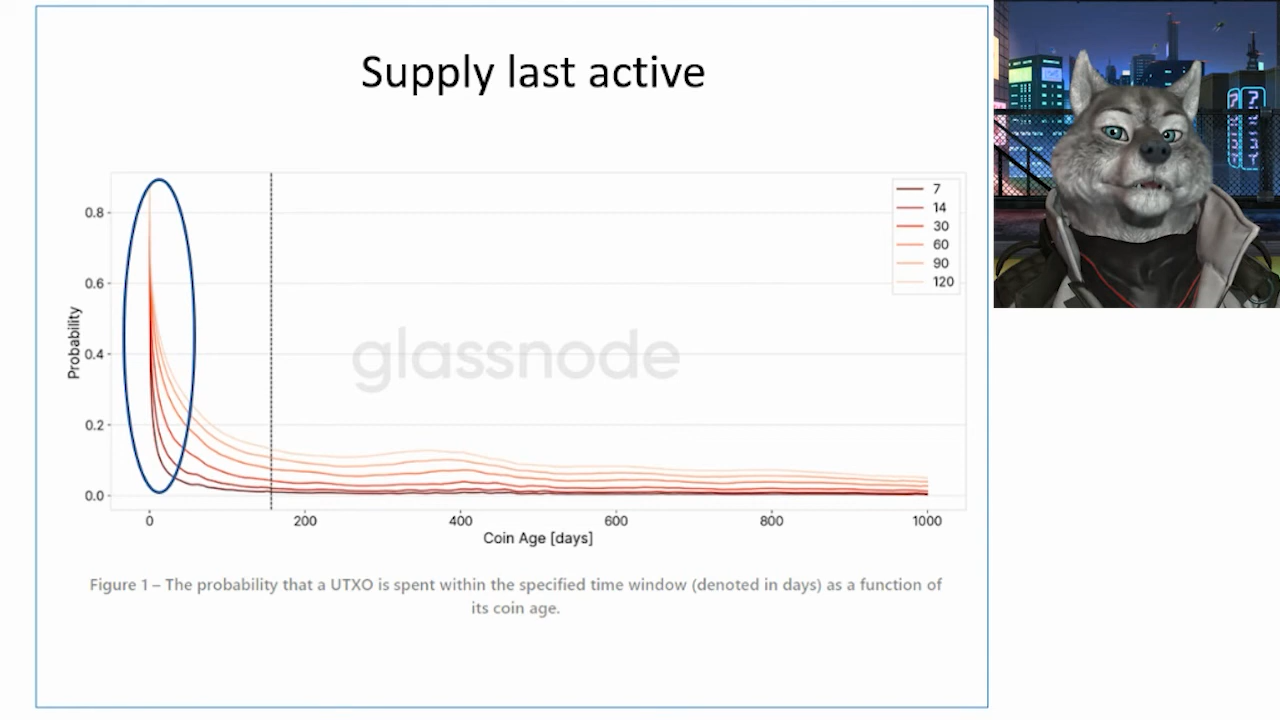 Supply last active
glassnode
7
14
30
60
90
120
0.8
0.6
0.4
0.2
0.0
Probability
0
200
400
600
800
1000
Coin Age [days]
Figure 1 – The probability that a UTXO is spent within the specified time window (denoted in days) as a function of
its coin age.